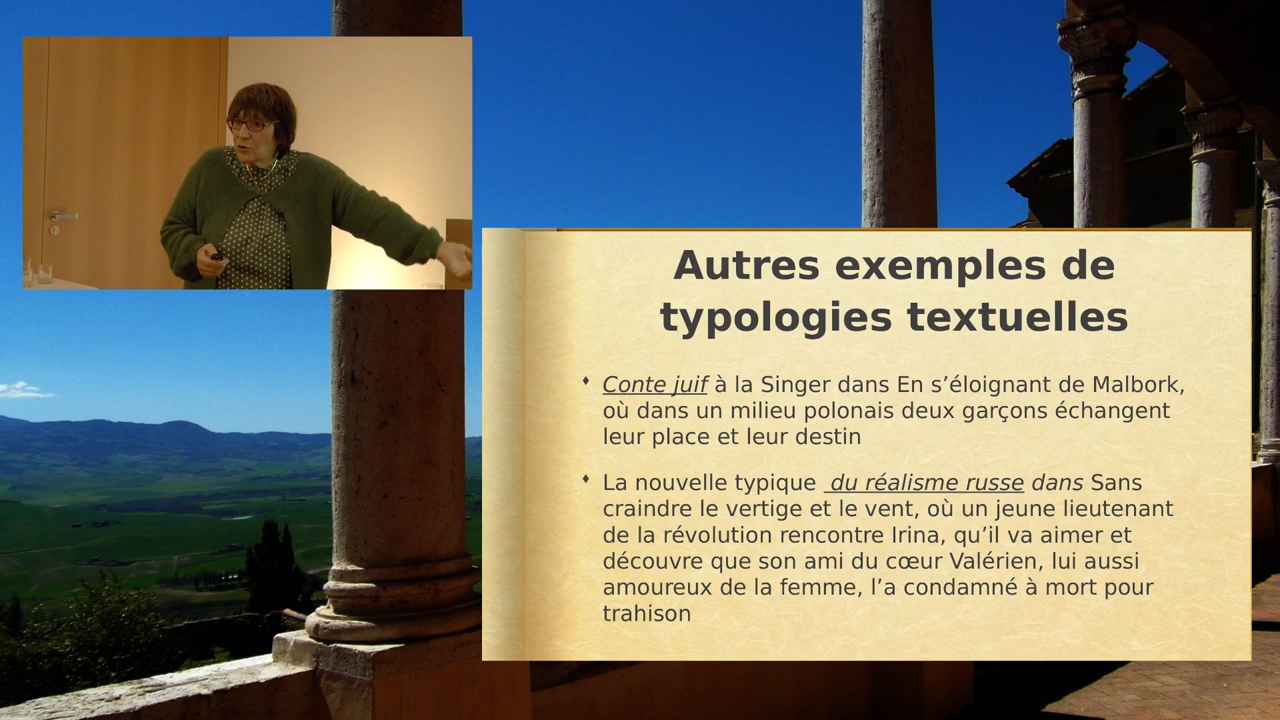 Autres exemples de
typologies textuelles
Conte juif à la Singer dans En s’éloignant de Malbork,
où dans un milieu polonais deux garçons échangent
leur place et leur destin
La nouvelle typique du réalisme russe dans Sans
craindre le vertige et le vent, où un jeune lieutenant
de la révolution rencontre Irina, qu’il va aimer et
découvre que son ami du cœur Valérien, lui aussi
amoureux de la femme, l’a condamné à mort pour
trahison